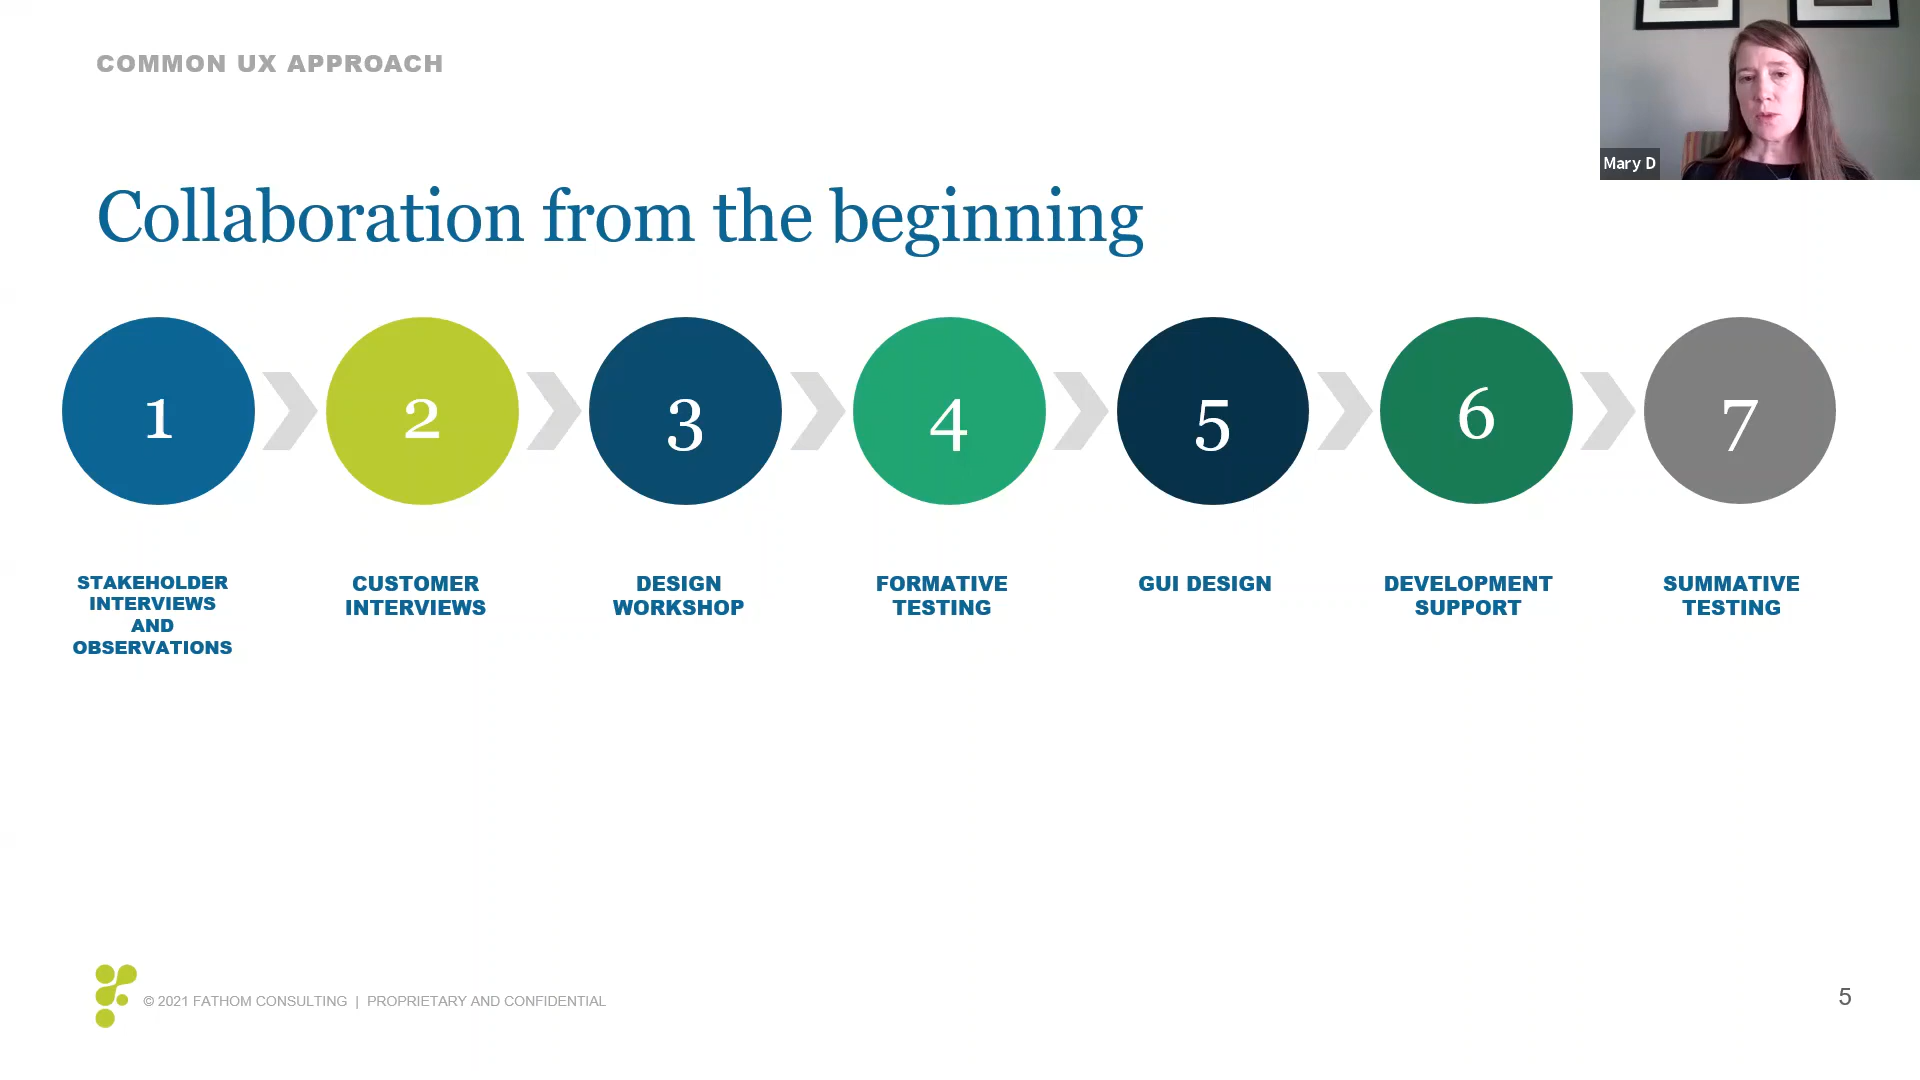 COMMON UX APPROACH
Mary D
Collaboration from the beginning
1
2
3
4
5
6
7
STAKEHOLDER
INTERVIEWS
AND
OBSERVATIONS
CUSTOMER
INTERVIEWS
DESIGN
WORKSHOP
FORMATIVE
TESTING
GUI DESIGN
DEVELOPMENT
SUPPORT
SUMMATIVE
TESTING
© 2021 FATHOM CONSULTING | PROPRIETARY AND CONFIDENTIAL
5